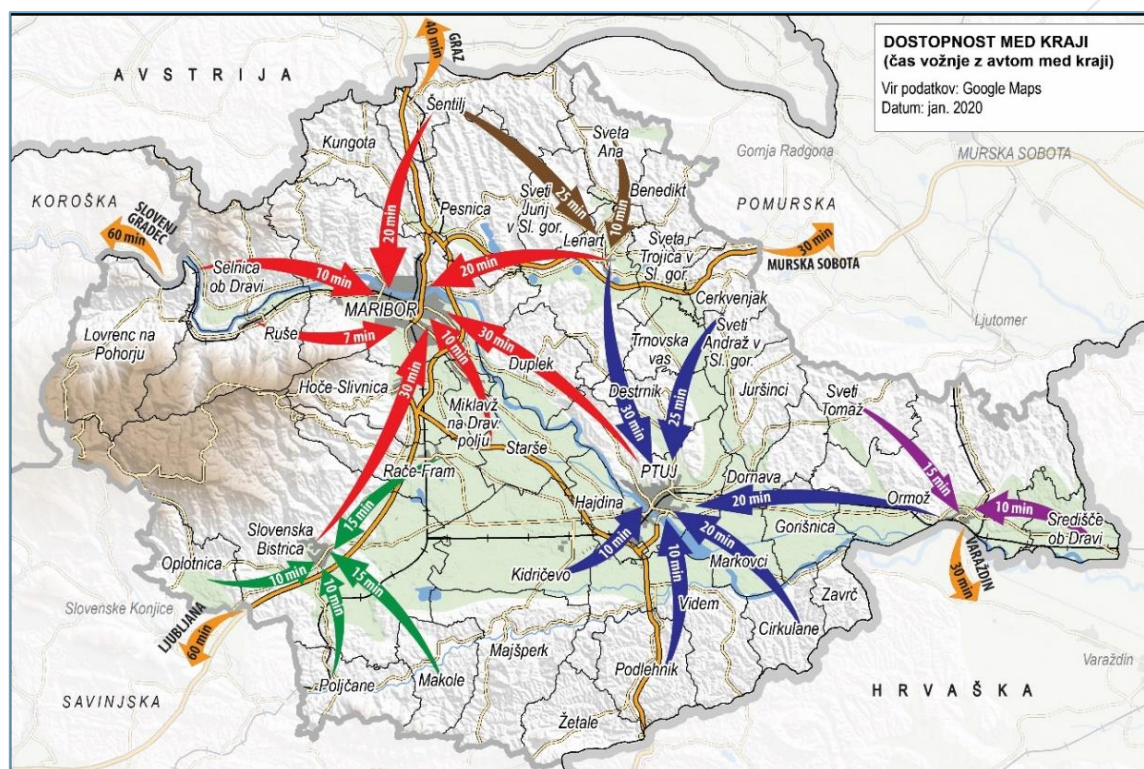 DOSTOPNOST MED KRAJI
(čas vožnje z avtom med kraji)
Vir podatkov: Google Maps
Datum: jan. 2020
AVSTRIJA
40 min
GRAZ
Šentilj
Kungota
Sveta
Ana
Gornja Radgona
MURSKA SOBOTA
KOROŠKA
SLOVENJ
GRADEC
60 min
20 min
Pesnica
25 min
Sveti
Jurij
v Sl. gor.
Benedikt
10 min
POMURSKA
Lenart
Sveta
Trojica v
Sl. gor.
30 min
MURSKA SOBOTA
Selnica
ob Dravi
10 min
20 min
MARIBOR
Cerkvenjak
Sveti
Andraž v
Sl. gor.
Ljutomer
Lovrenc na
Pohorju
Ruše
7 min
10 min
30 min
Duplek
Trnovska
vas
Hoče-Slivnica
30 min
Miklavž
na Drav.
polju
Destrnik
30 min
25 min
Juršinci
Sveti
Tomaž
Starše
Rače-Fram
PTUJ
Dornava
15 min
Hajdina
20 min
Ormož
15 min
10 min
Središče
ob Dravi
Slovenska
Bistrica
Gorišnica
Oplotnica
10 min
10 min
15 min
Kidričevo
10 min
10 min
20 min
Markovci
VARAŽDIN
30 min
Slovenske Konjice
LJUBLJANA
60 min
Videm
Zavrč
Cirkulane
Majšperk
Poljčane
Makole
Podlehnik
Varaždin
SAVINJSKA
HRVAŠKA
Žetale